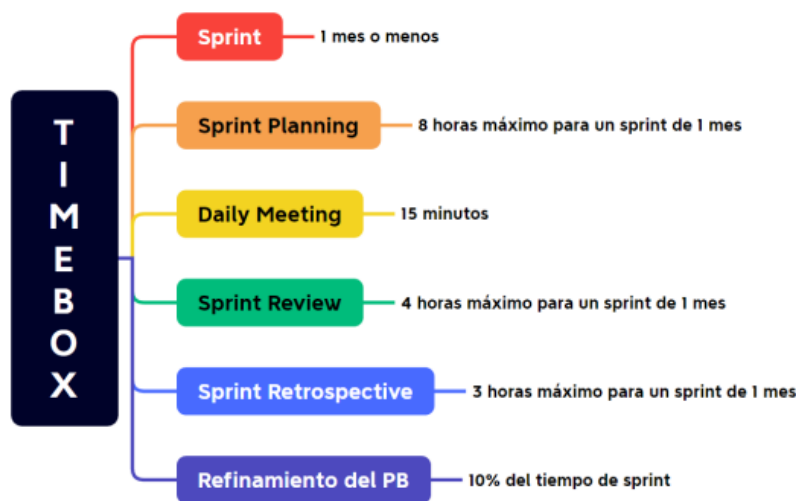 TIMEBOX
Sprint
1 mes o menos
Sprint Planning
8 horas máximo para un sprint de 1 mes
Daily Meeting
15 minutos
Sprint Review
4 horas máximo para un sprint de 1 mes
Sprint Retrospective
3 horas máximo para un sprint de 1 mes
Refinamiento del PB
10% del tiempo de sprint